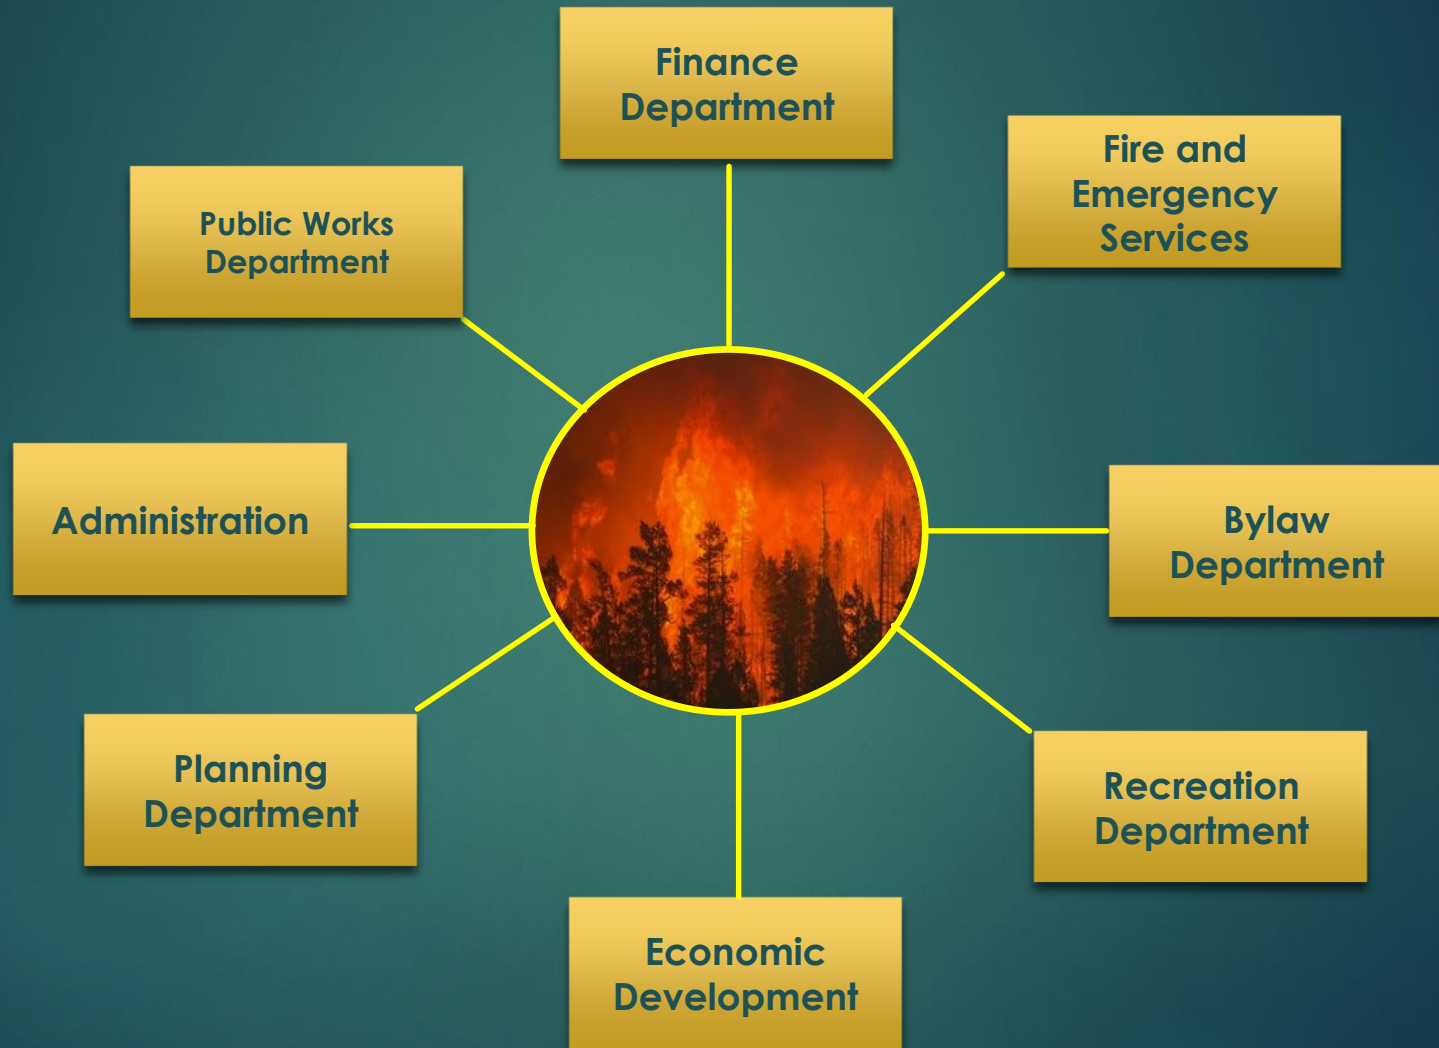 Finance
Department
Fire and
Emergency
Services
Public Works
Department
Administration
Bylaw
Department
Planning
Department
Recreation
Department
Economic
Development